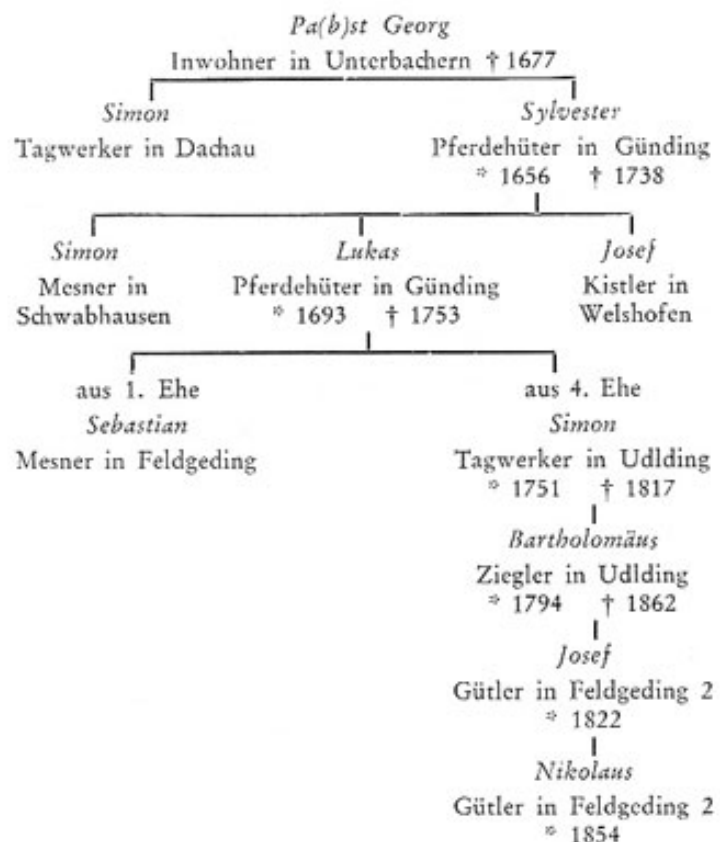 Pa(b)st Georg
Inwohner in Unterbachern † 1677
Simon
Tagwerker in Dachau
Sylvester
Pferdehüter in Günding
* 1656 † 1738
Simon
Mesner in
Schwabhausen
Lukas
Pferdehüter in Günding
* 1693 † 1753
Josef
Kistler in
Welshofen
aus 1. Ehe
Sebastian
Mesner in Feldgeding
aus 4. Ehe
Simon
Tagwerker in Udlding
* 1751 † 1817
Bartholomäus
Ziegler in Udlding
* 1794 † 1862
Josef
Gütler in Feldgeding 2
* 1822
Nikolaus
Gütler in Feldgeding 2
* 1854